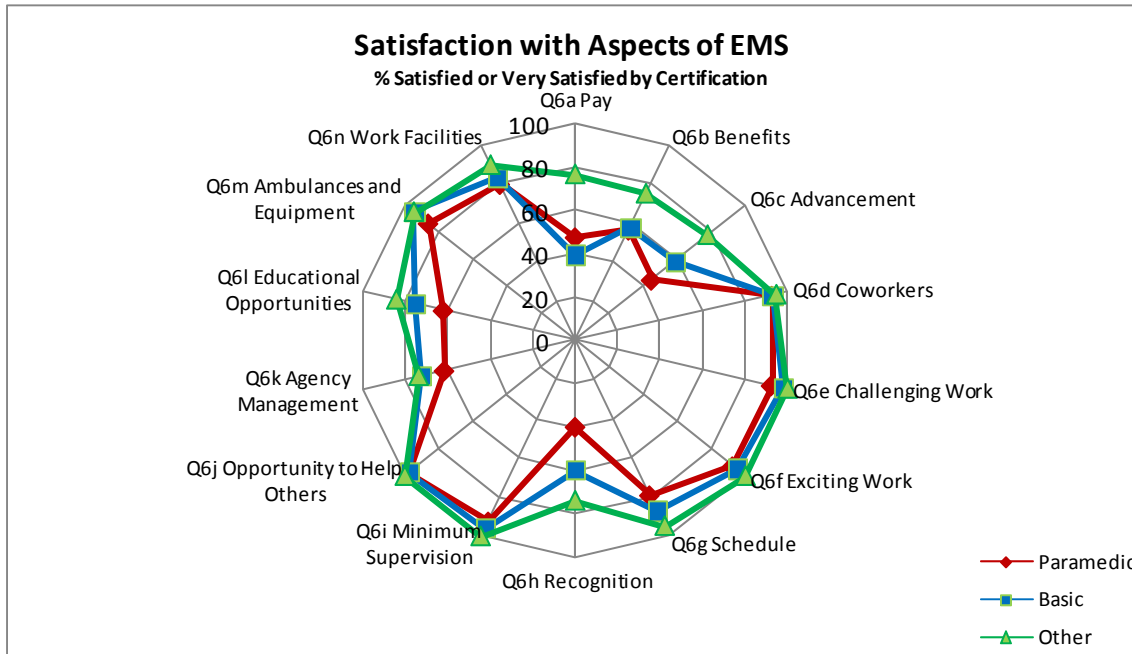 Satisfaction with Aspects of EMS
% Satisfied or Very Satisfied by Certification
Q6a Pay
Q6b Benefits
Q6c Advancement
Q6d Coworkers
Q6e Challenging Work
Q6f Exciting Work
Q6g Schedule
Q6h Recognition
Q6i Minimum
Supervision
Q6j Opportunity to Help
Others
Q6k Agency
Management
Q6l Educational
Opportunities
Q6m Ambulances and
Equipment
Q6n Work Facilities
100
80
60
40
20
0
Paramedic
Basic
Other